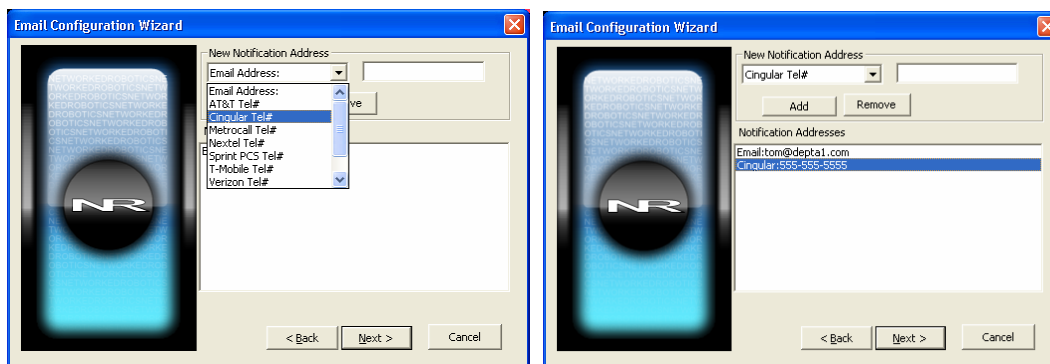 Email Configuration Wizard
New Notification Address
Email Address:
Email Address:
AT&T Tel#
Cingular Tel#
Metrocall Tel#
Nextel Tel#
Sprint PCS Tel#
T-Mobile Tel#
Verizon Tel#
ve
N
E
NR
< Back
Next >
Cancel
Email Configuration Wizard
New Notification Address
Cingular Tel#
Add
Remove
Notification Addresses
Email:tom@depta1.com
Cingular:555-555-5555
NR
< Back
Next >
Cancel